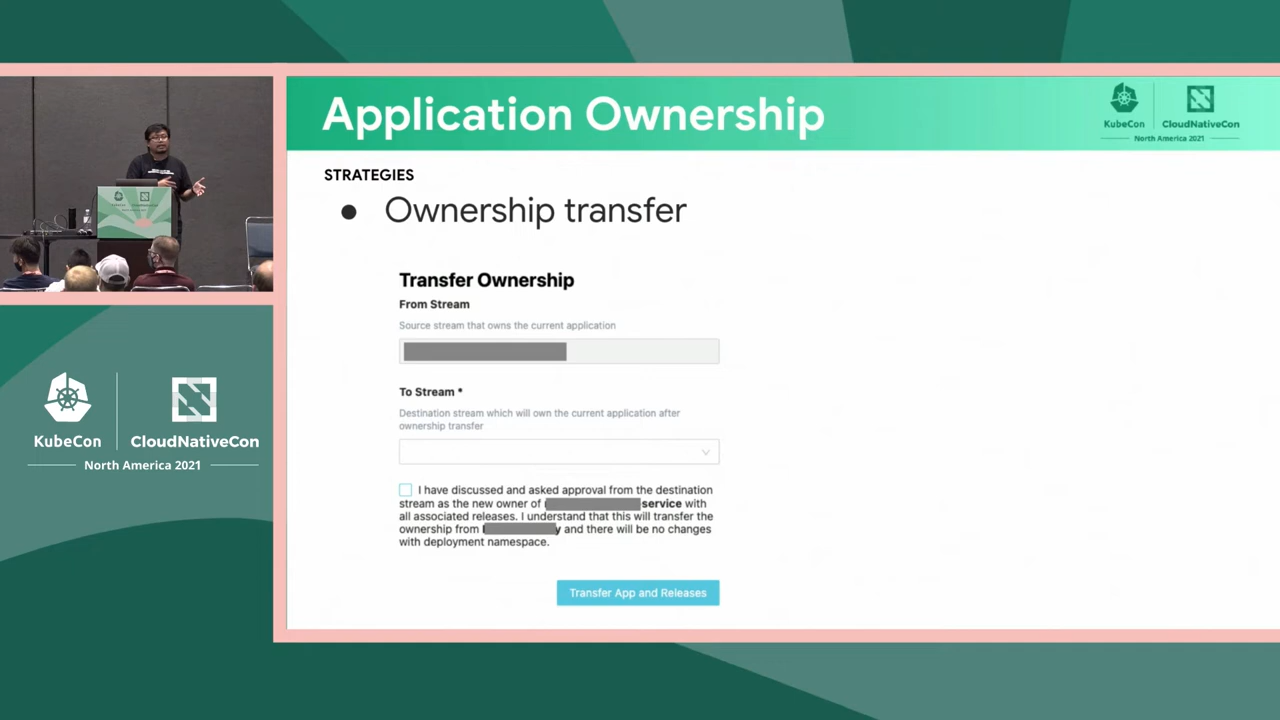 Application Ownership
KubeCon
CloudNativeCon
North America 2021
STRATEGIES
● Ownership transfer
Transfer Ownership
From Stream
Source stream that owns the current application
To Stream *
Destination stream which will own the current application after
ownership transfer
I have discussed and asked approval from the destination
stream as the new owner of service with
all associated releases. I understand that this will transfer the
ownership from y and there will be no changes
with deployment namespace.
Transfer App and Releases
KubeCon
CloudNativeCon
North America 2021